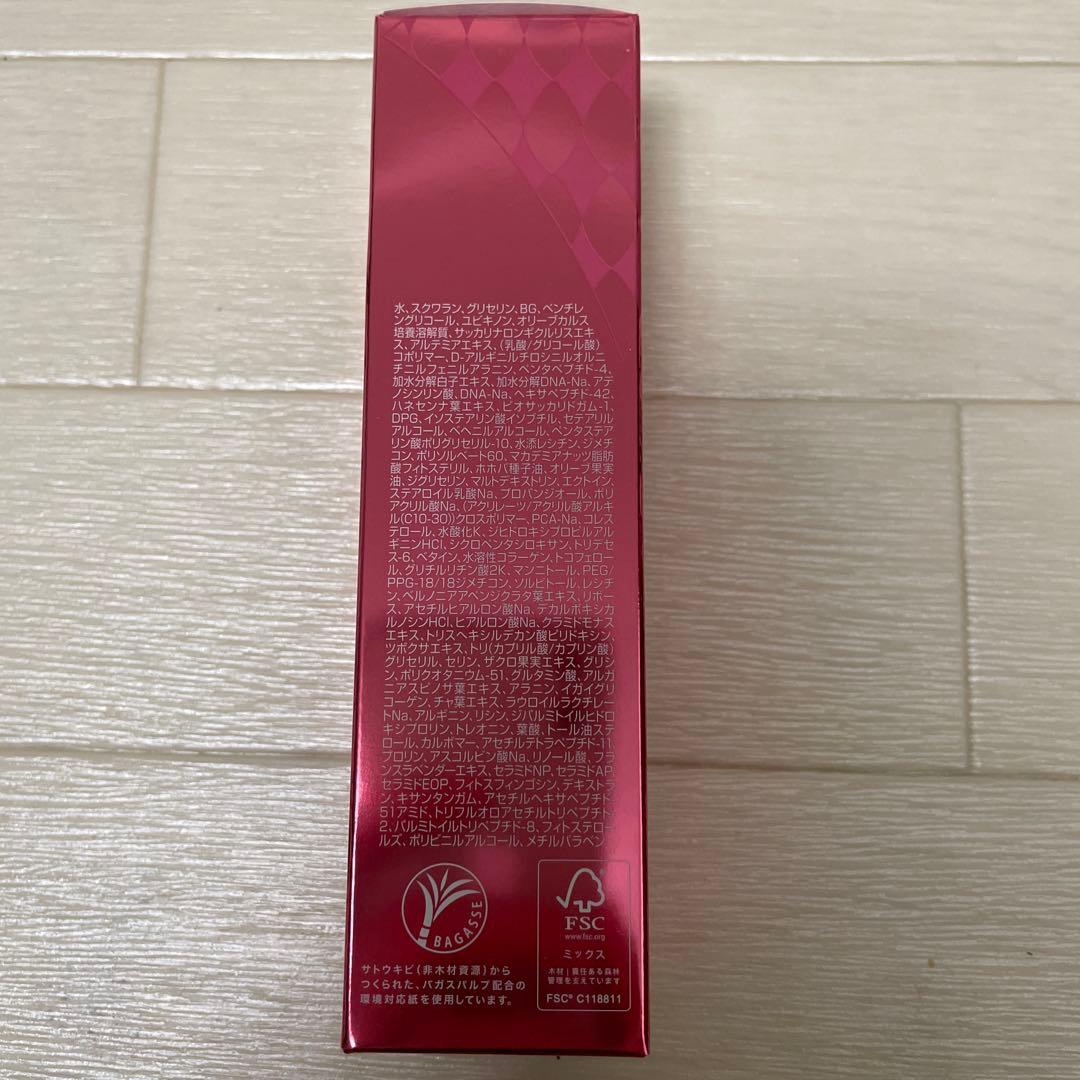 水、スクワラン、グリセリン、BG、ペンチレ
ングリコール、ユビキノン、オリーブカルス
培養溶解質、サッカリナロンギクルリスエキ
ス、アルテミアエキス、(乳酸/グリコール酸)
コポリマー、D-アルギニルチロシニルオルニ
チニルフェニルアラニン、ペンタペプチド-4、
加水分解白子エキス、加水分解DNA-Na、アデ
ノシンリン酸、DNA-Na、ヘキサペプチド-42、
ハネセンナ葉エキス、ビオサッカリドガム-1、
DPG、イソステアリン酸イソプチル、セテアリル
アルコール、ベヘニルアルコール、ペンタステア
リン酸ポリグリセリル-10、水添レシチン、ジメチ
コン、ポリソルベート60、マカデミアナッツ脂肪
酸フィトステリル、ホホバ種子油、オリーブ果実
油、ジグリセリン、マルトデキストリン、エクトイン、
ステアロイル乳酸Na、プロパンジオール、ポリ
アクリル酸Na、(アクリレーツ/アクリル酸アルキ
ル(C10-30))クロスポリマー、PCA-Na、コレス
テロール、水酸化K、ジヒドロキシプロピルアル
ギニンHCl、シクロペンタシロキサン、トリデセ
ス-6、ベタイン、水溶性コラーゲン、トコフェロー
ル、グリチルリチン酸2K、マンニトール、PEG/
PPG-18/18ジメチコン、ソルビトール、レシチ
ン、ベルノニアアペンジクラタ葉エキス、リボー
ス、アセチルヒアルロン酸Na、デカルボキシカ
ルノシンHCl、ヒアルロン酸Na、クラミドモナス
エキス、トリスヘキシルデカン酸ピリドキシン、
ツボクサエキス、トリ(カプリル酸/カプリン酸)
グリセリル、セリン、ザクロ果実エキス、グリシ
ン、ポリクオタニウム-51、グルタミン酸、アルガ
ニアスピノサ葉エキス、アラニン、イガイグリ
コーゲン、チャ葉エキス、ラウロイルラクチレー
トNa、アルギニン、リシン、ジパルミトイルヒドロ
キシプロリン、トレオニン、葉酸、トール油ステ
ロール、カルボマー、アセチルテトラペプチド-11、
プロリン、アスコルビン酸Na、リノール酸、フラ
ンスラベンダーエキス、セラミドNP、セラミドAP、
セラミドEOP、フィトスフィンゴシン、デキストラ
ン、キサンタンガム、アセチルヘキサペプチド-
51アミド、トリフルオロアセチルトリペプチド-
2、パルミトイルトリペプチド-8、フィトステロー
ルズ、ポリビニルアルコール、メチルパラベン
BAGASSE
サトウキビ(非木材資源)から
つくられた、バガスパルプ配合の
環境対応紙を使用しています。
FSC
www.fsc.org
ミックス
木材|責任ある森林
管理を支えています
FSC® C118811